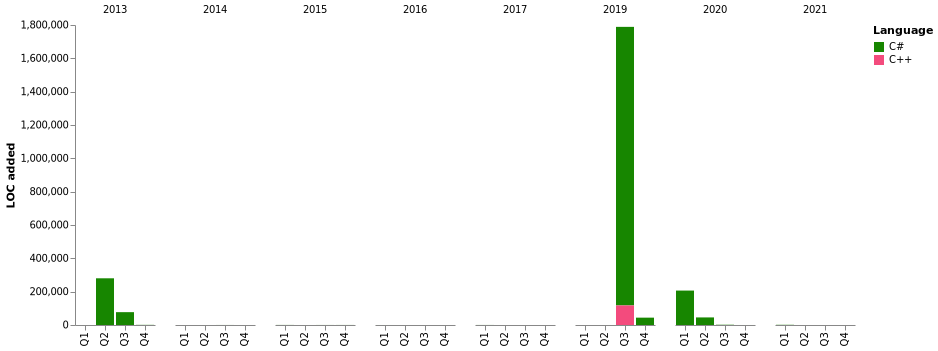 2013 2014 2015 2016 2017 2019 2020 2021
Language
C#
C++
LOC added
1,800,000
1,600,000
1,400,000
1,200,000
1,000,000
800,000
600,000
400,000
200,000
0
Q1 Q2 Q3 Q4 Q1 Q2 Q3 Q4 Q1 Q2 Q3 Q4 Q1 Q2 Q3 Q4 Q1 Q2 Q3 Q4 Q1 Q2 Q3 Q4 Q1 Q2 Q3 Q4 Q1 Q2 Q3 Q4